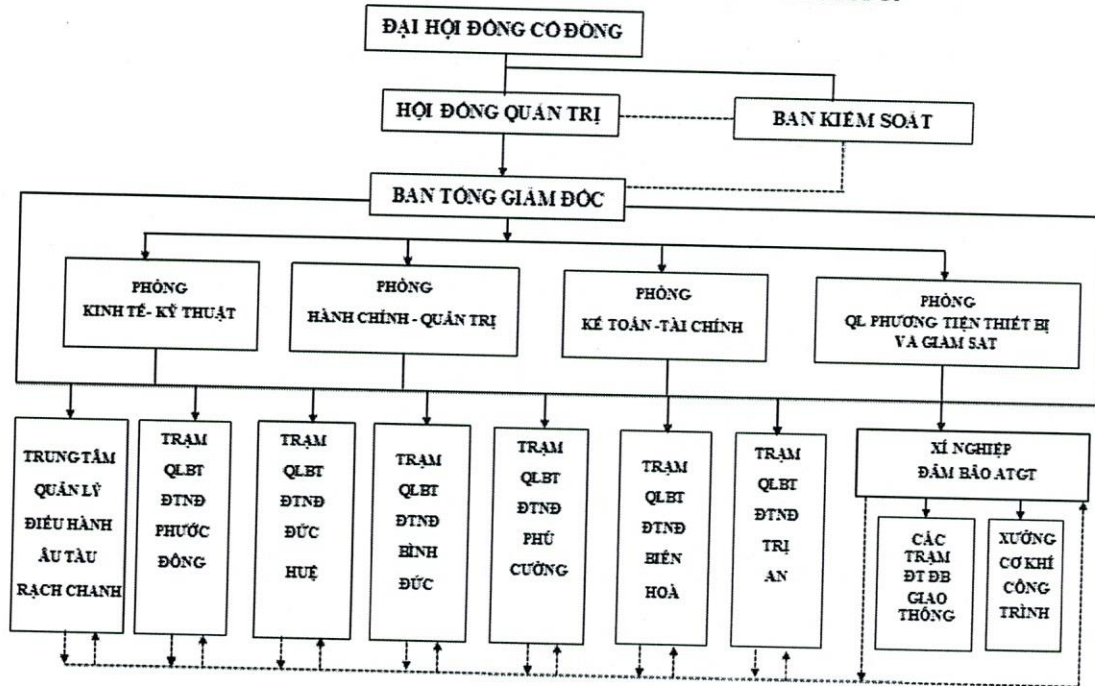 ĐẠI HỘI ĐỒNG CỔ ĐÔNG
HỘI ĐỒNG QUẢN TRỊ
BAN KIỂM SOÁT
BAN TỔNG GIÁM ĐỐC
PHÒNG
KINH TẾ- KỸ THUẬT
PHÒNG
HÀNH CHÍNH - QUẢN TRỊ
PHÒNG
KẾ TOÁN -TÀI CHÍNH
PHÒNG
QL PHƯƠNG TIỆN THIẾT BỊ
VÀ GIÁM SÁT
TRUNG TÂM
QUẢN LÝ
ĐIỀU HÀNH
ÂU TÀU
RẠCH CHANH
TRẠM
QLBT
ĐTNĐ
PHƯỚC
ĐÔNG
TRẠM
QLBT
ĐTNĐ
ĐỨC
HUỆ
TRẠM
QLBT
ĐTNĐ
BÌNH
ĐỨC
TRẠM
QLBT
ĐTNĐ
PHÚ
CƯỜNG
TRẠM
QLBT
ĐTNĐ
BIÊN
HOÀ
TRẠM
QLBT
ĐTNĐ
TRỊ
AN
XÍ NGHIỆP
ĐẢM BẢO ATGT
CÁC
TRẠM
ĐT ĐB
GIAO
THÔNG
XƯỞNG
CƠ KHÍ
CÔNG
TRÌNH